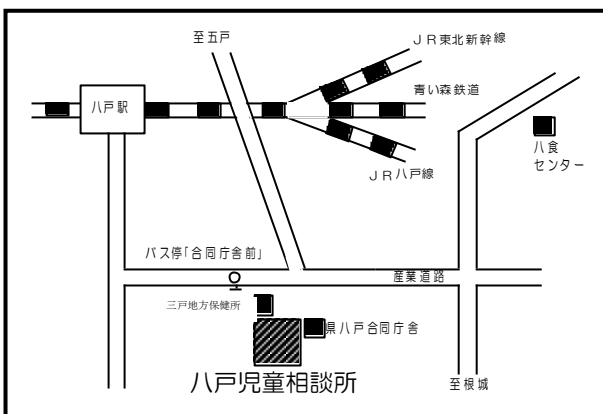 至五戸
ＪＲ東北新幹線
青い森鉄道
八戸駅
八食
センター
ＪＲ八戸線
バス停「合同庁舎前」
産業道路
三戸地方保健所
県八戸合同庁舎
八戸児童相談所
至根城